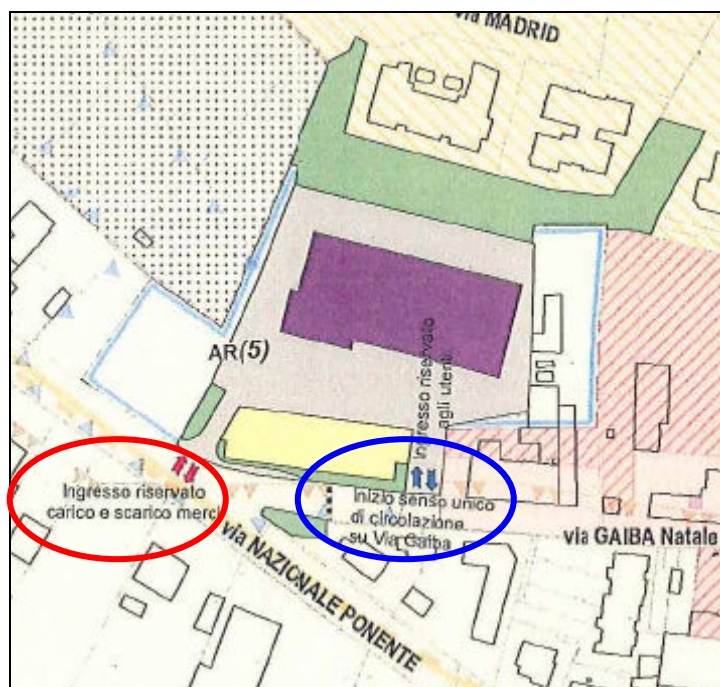 via MADRID
AR(5)
Ingresso riservato
agli utenti
Ingresso riservato
carico e scarico merci
Inizio senso unico
di circolazione
su Via Gaiba
via GAIBA Natale
via NAZIONALE PONENTE